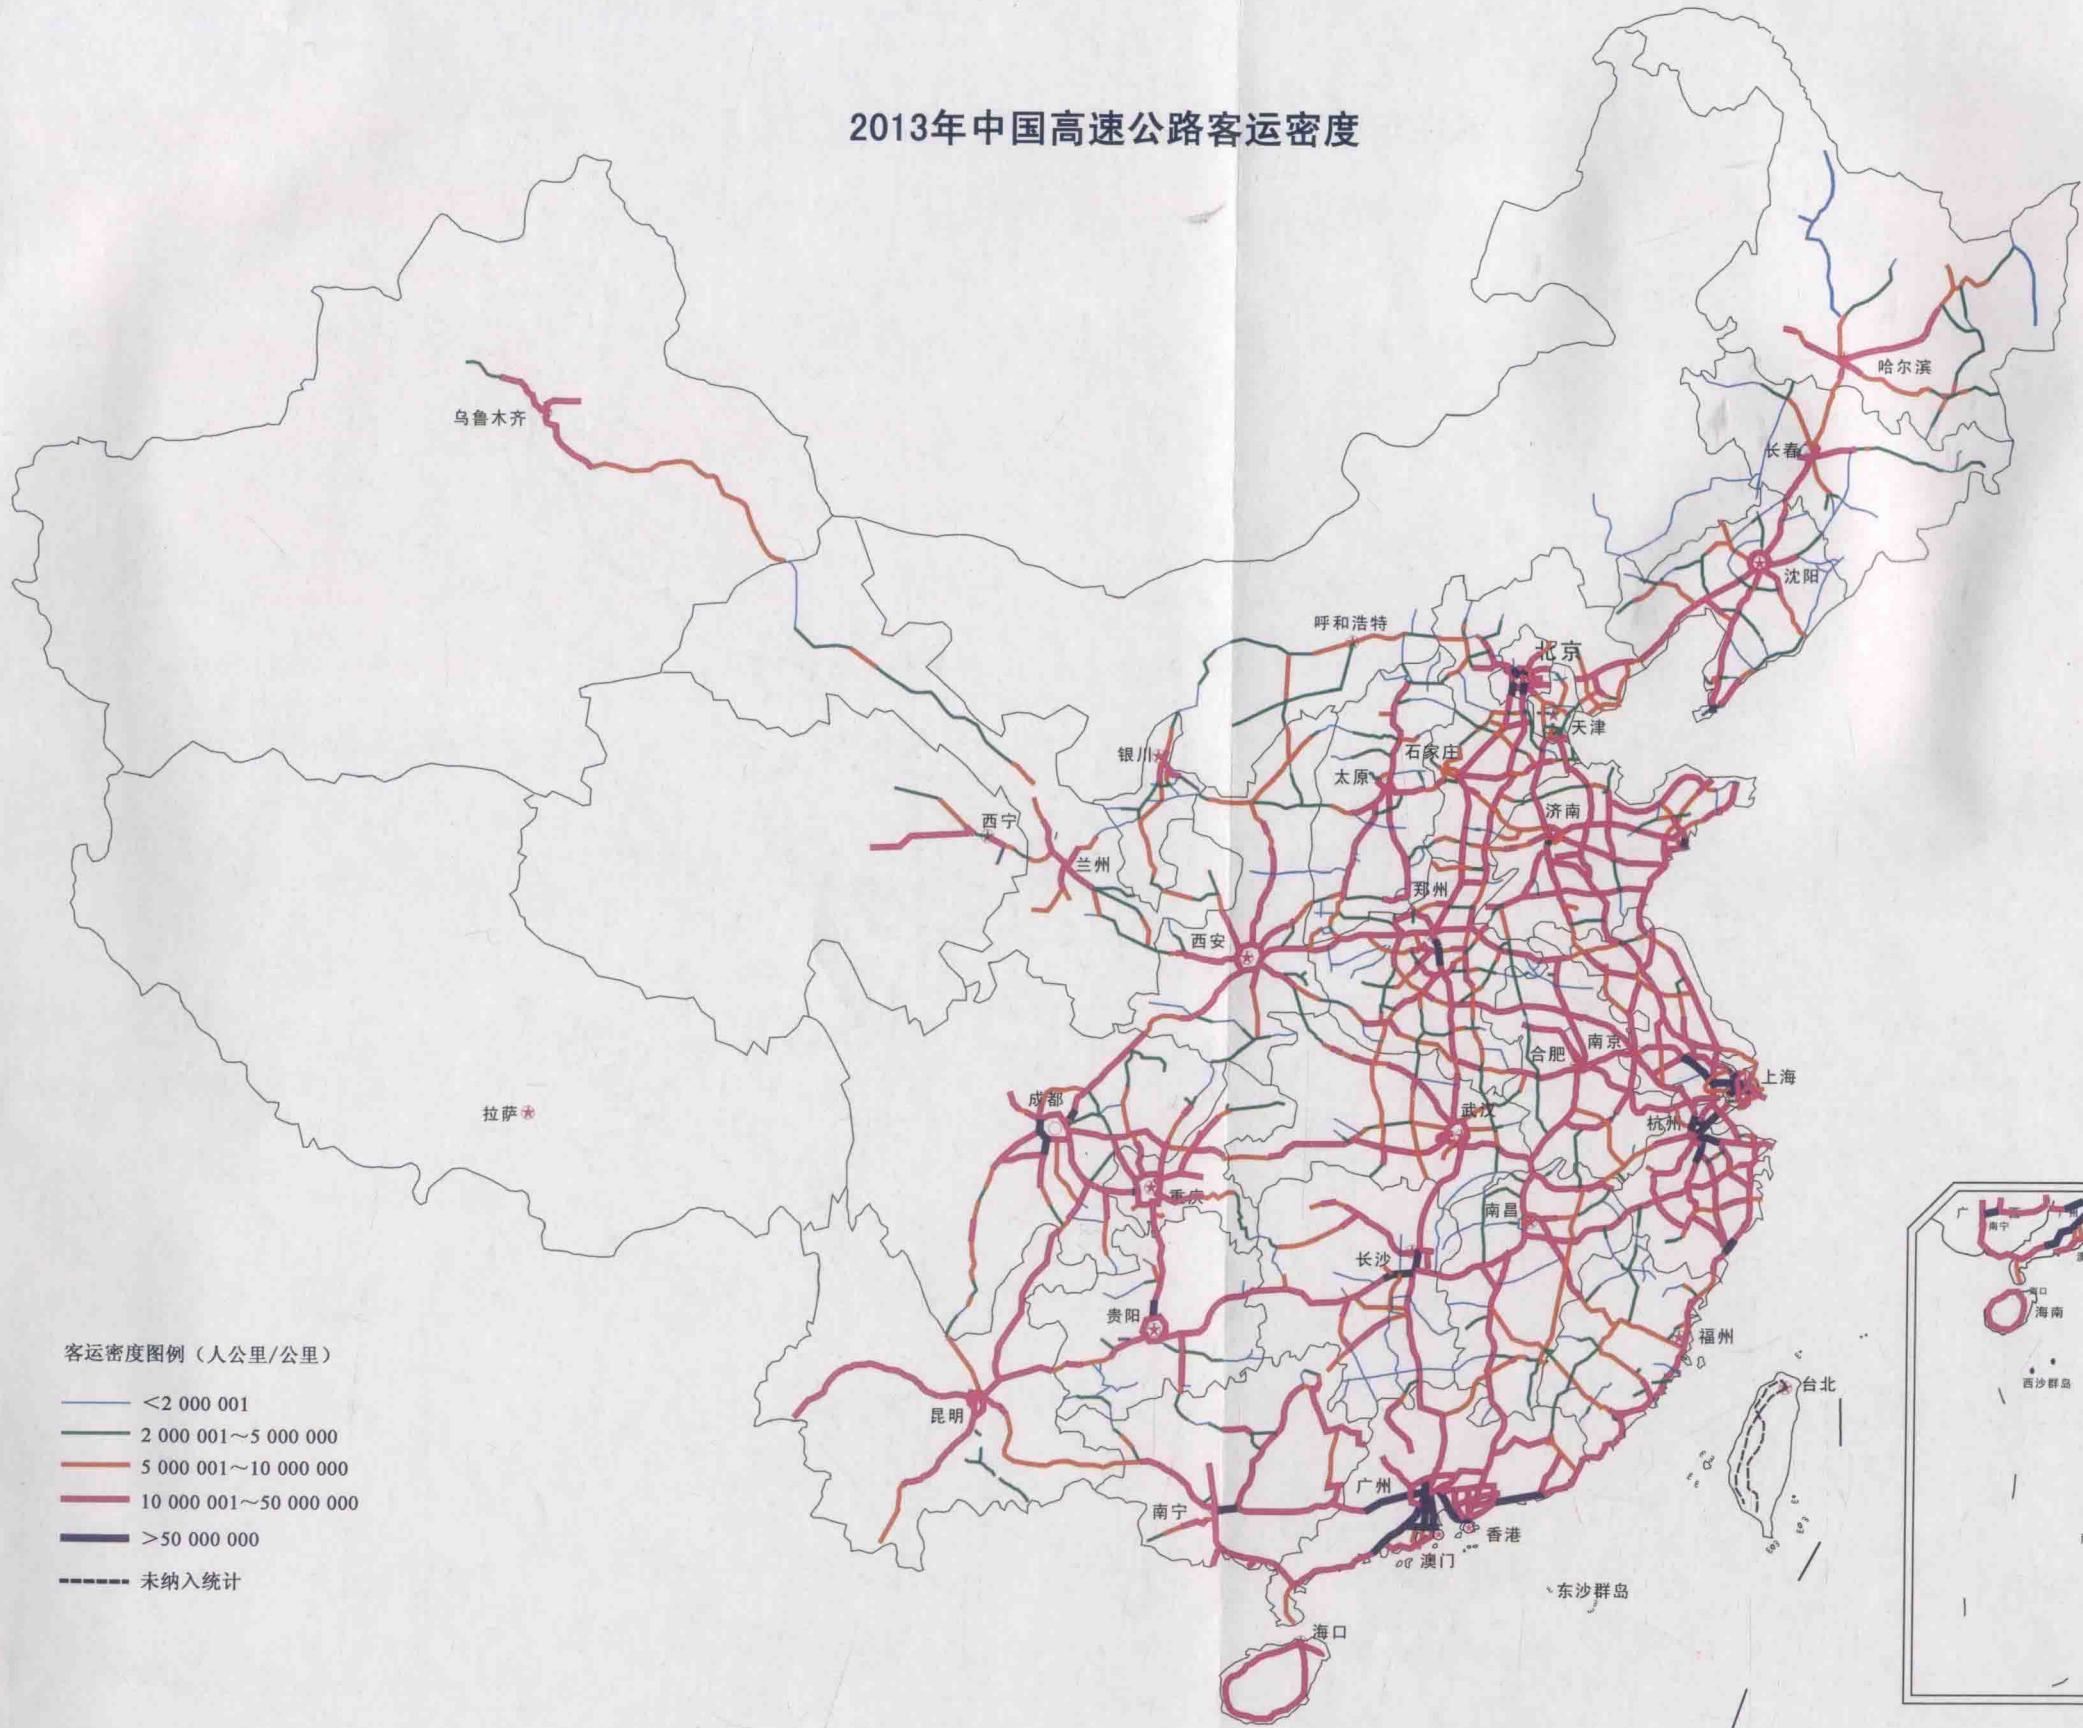 2013年中国高速公路客运密度
哈尔滨
乌鲁木齐
长春
沈阳
呼和浩特
北京
天津
银川
石家庄
太原
济南
西宁
兰州
郑州
西安
南京
合肥
上海
成都
拉萨
武汉
杭州
重庆
南昌
长沙
贵阳
福州
台北
昆明
广州
南宁
香港
澳门
东沙群岛
海口
客运密度图例（人公里/公里）
<2 000 001
2 000 001～5 000 000
5 000 001～10 000 000
10 000 001～50 000 000
>50 000 000
未纳入统计
广
南宁
海口
海南
西沙群岛